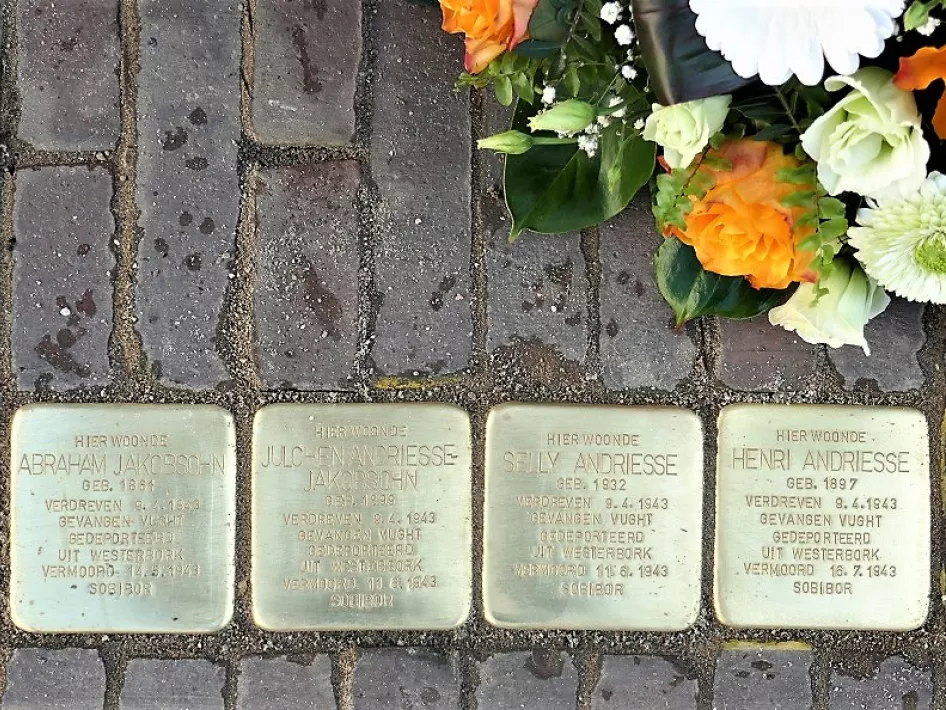 HIER WOONDE
ABRAHAM JAKOBSOHN
GEB. 1864
VERDREVEN 9.4.1943
GEVANGEN VUGHT
GEDEPORTEERD
UIT WESTERBORK
VERMOORD 14.5.1943
SOBIBOR
HIER WOONDE
JULCHEN ANDRIESSE-
JAKOBSOHN
GEB.
VERDREVEN 9.4.1943
GEVANGEN VUGHT
GEDEPORTEERD
UIT WESTERBORK
VERMOORD 11.6.1943
SOBIBOR
HIER WOONDE
SELLY ANDRIESSE
GEB. 1932
VERDREVEN 9.4.1943
GEVANGEN VUGHT
GEDEPORTEERD
UIT WESTERBORK
VERMOORD 11.6.1943
SOBIBOR
HIER WOONDE
HENRI ANDRIESSE
GEB. 1897
VERDREVEN 9.4.1943
GEVANGEN VUGHT
GEDEPORTEERD
UIT WESTERBORK
VERMOORD 16.7.1943
SOBIBOR